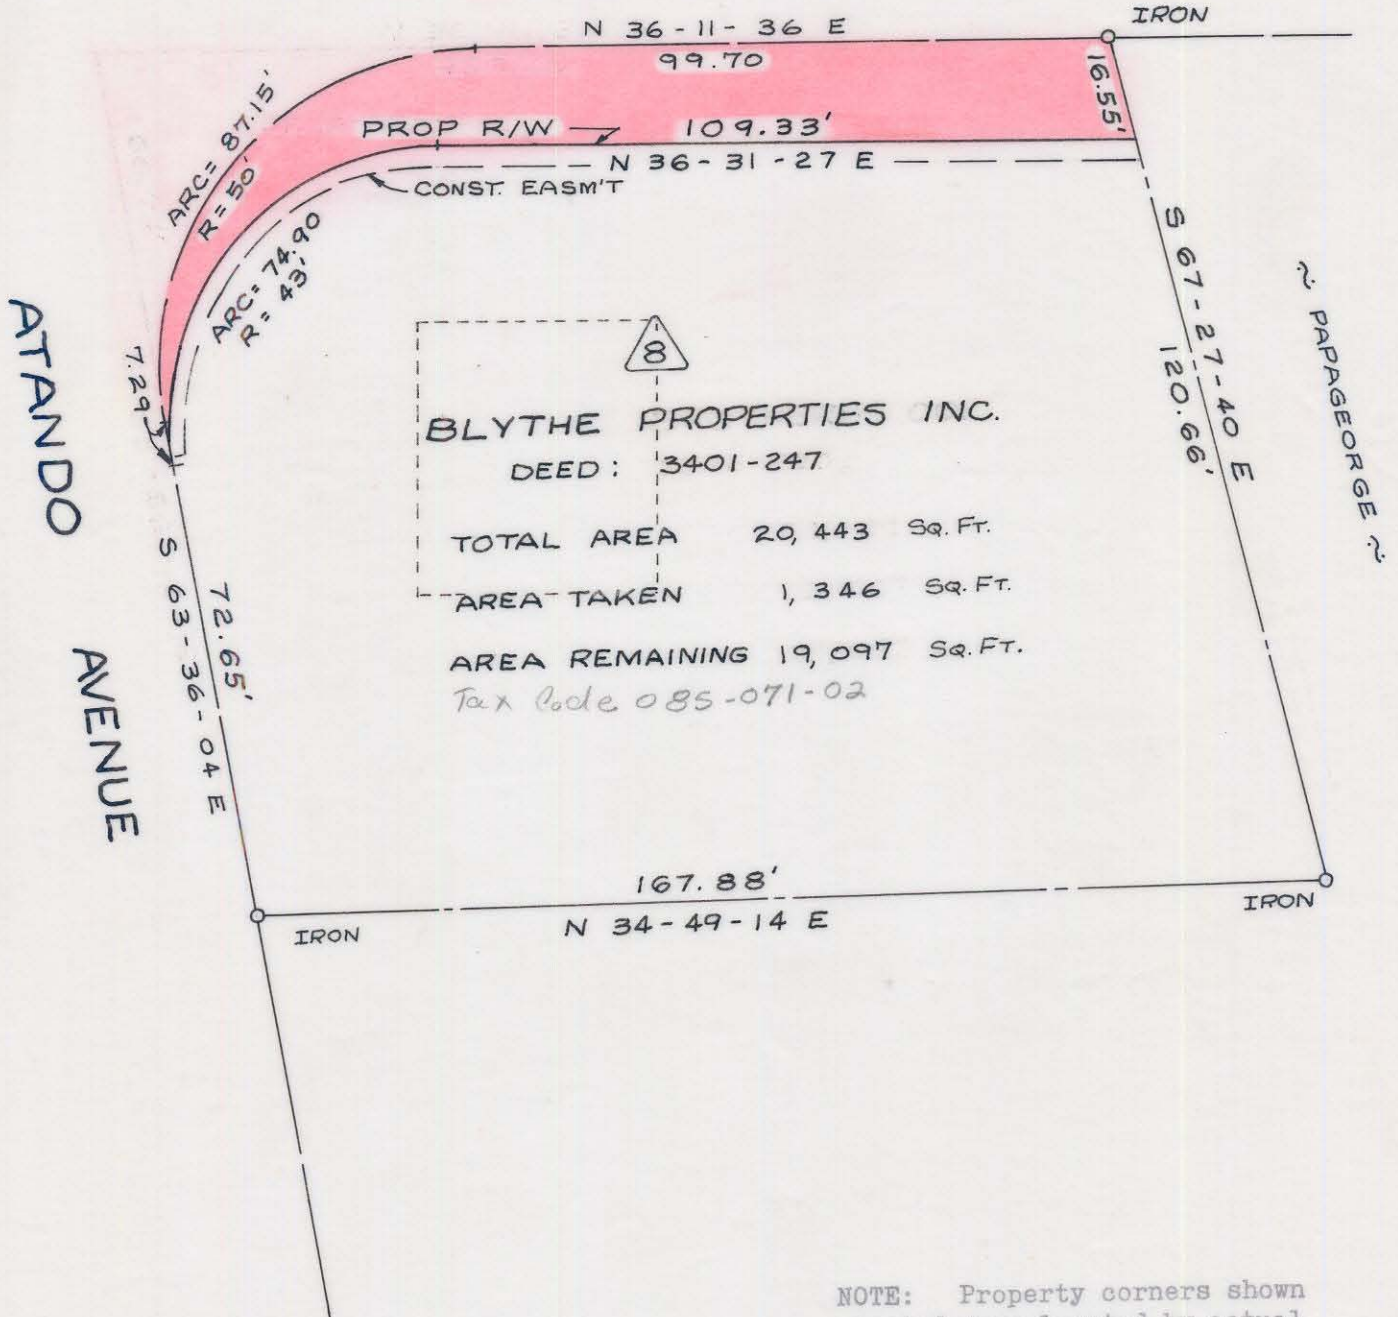 IRON
N 36-11-36 E
99.70
16.55'
ARC= 87.15'
R= 50'
PROP R/W
109.33'
N 36-31-27 E
CONST. EASM'T
ARC= 74.90
R= 43'
S 67-27-40 E
120.66'
~ PAPAGEORGE ~
ATANDO AVENUE
7.29
8
BLYTHE PROPERTIES INC.
DEED: 3401-247
TOTAL AREA 20,443 SQ. FT.
AREA TAKEN 1,346 SQ. FT.
AREA REMAINING 19,097 SQ. FT.
Tax Code 085-071-02
S 63-36-04 E
72.65'
167.88'
N 34-49-14 E
IRON
IRON
NOTE: Property corners shown